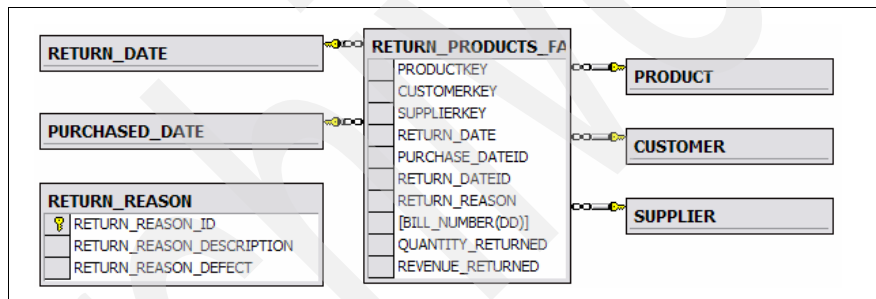 RETURN_DATE
PURCHASED_DATE
RETURN_REASON
RETURN_REASON_ID
RETURN_REASON_DESCRIPTION
RETURN_REASON_DEFECT
RETURN_PRODUCTS_FA
PRODUCTKEY
CUSTOMERKEY
SUPPLIERKEY
RETURN_DATE
PURCHASE_DATEID
RETURN_DATEID
RETURN_REASON
[BILL_NUMBER(DD)]
QUANTITY_RETURNED
REVENUE_RETURNED
PRODUCT
CUSTOMER
SUPPLIER